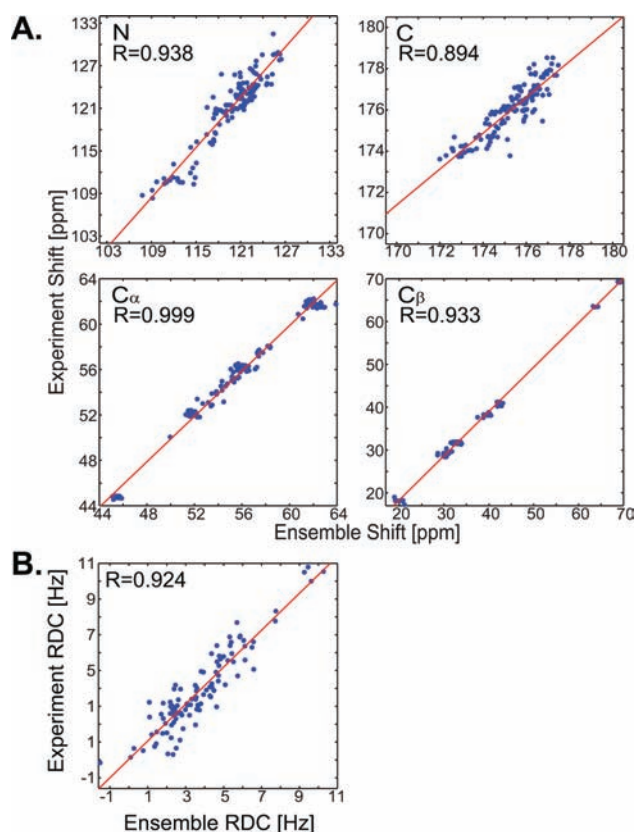 A.
N
R=0.938
133
127
121
115
109
103
103 109 115 121 127 133
C
R=0.894
180
178
176
174
172
170
170 172 174 176 178 180
Experiment Shift [ppm]
Cα
R=0.999
64
60
56
52
48
44
44 48 52 56 60 64
Cβ
R=0.933
70
60
50
40
30
20
20 30 40 50 60 70
Ensemble Shift [ppm]
B.
R=0.924
Experiment RDC [Hz]
11
11
7
5
1
1
-1
-1 1 3 5 7 9 11
Ensemble RDC [Hz]